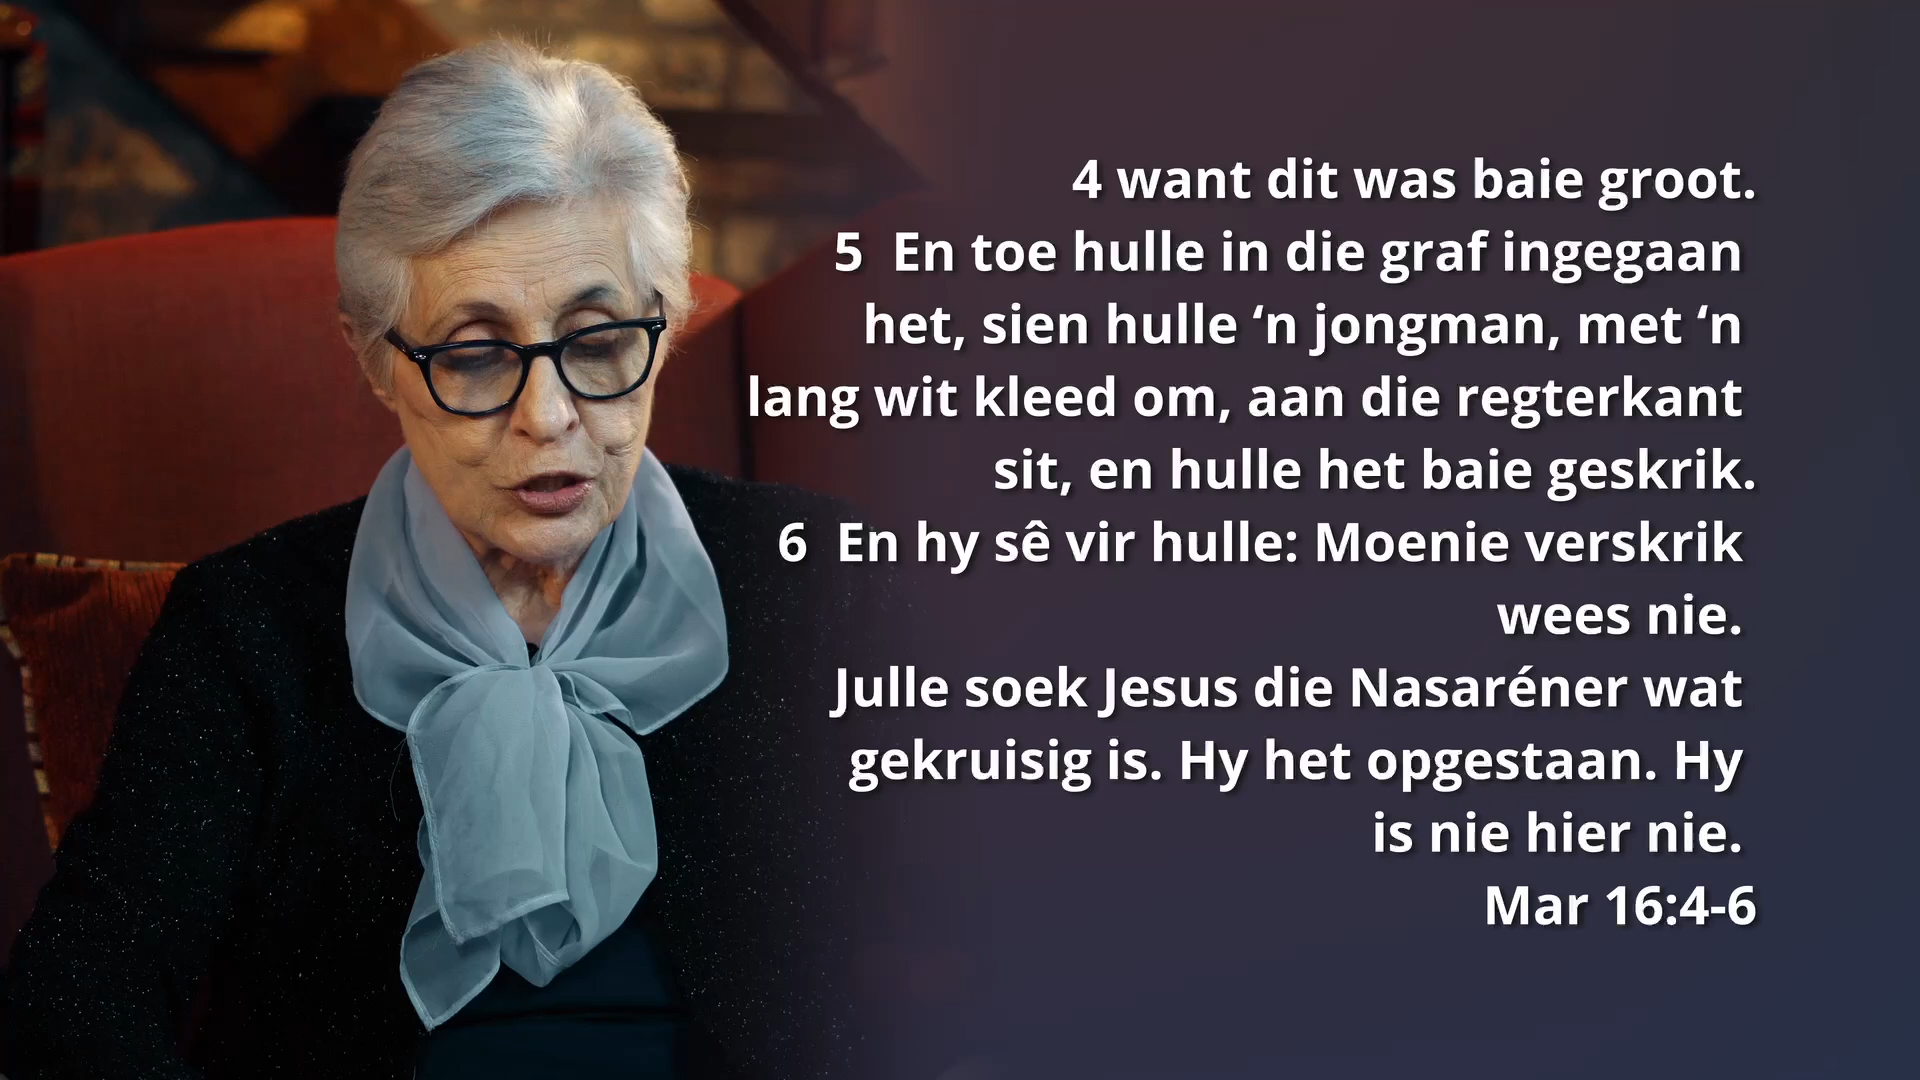 4 want dit was baie groot.
5  En toe hulle in die graf ingegaan
het, sien hulle ‘n jongman, met ‘n
lang wit kleed om, aan die regterkant
sit, en hulle het baie geskrik.
6  En hy sê vir hulle: Moenie verskrik
wees nie.
Julle soek Jesus die Nasaréner wat
gekruisig is. Hy het opgestaan. Hy
is nie hier nie.
Mar 16:4-6